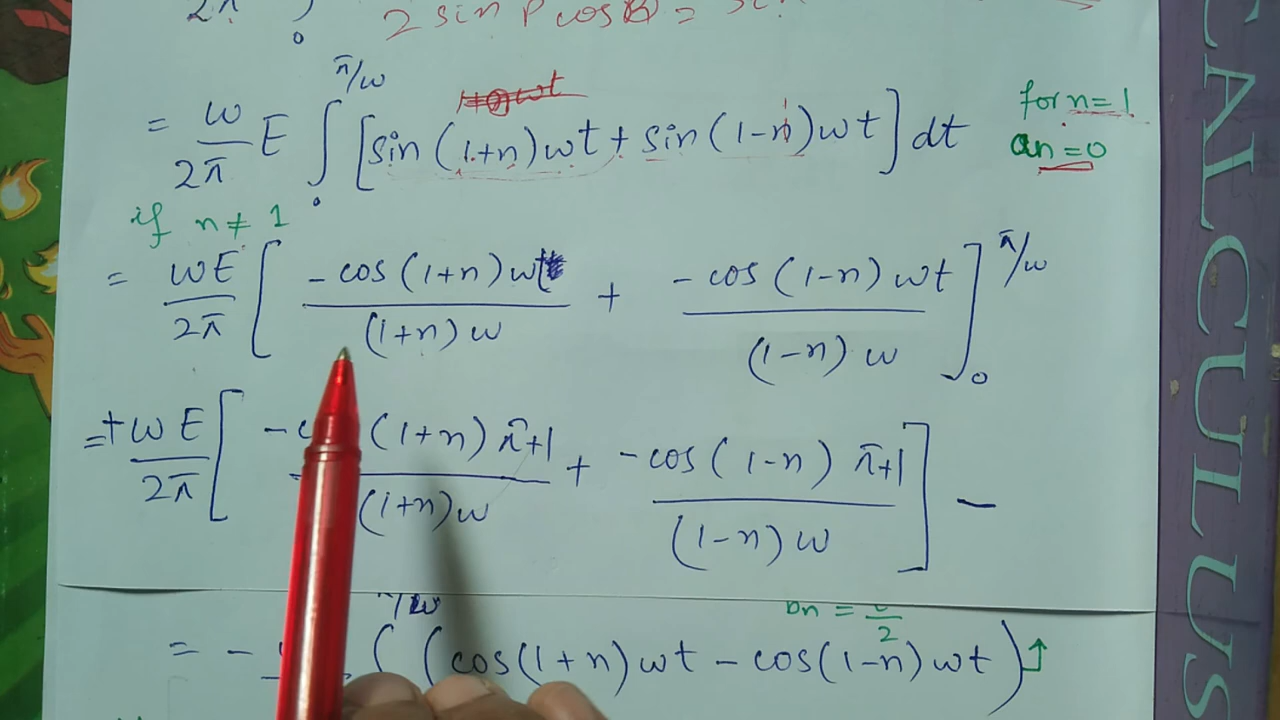 2 sin P cos
= ω/2π E ∫₀^π/ω [sin (1+n)ωt + sin (1-n)ωt] dt
for n=1
an=0
if n≠1
= ωE/2π [ -cos(1+n)ωt/(1+n)ω + -cos(1-n)ωt/(1-n)ω ]₀^π/ω
=+ωE/2π [ (1+n)π+1/(1+n)ω + -cos(1-n)π+1/(1-n)ω ] -
π/ω
bn = /2
= - ( (cos(1+n)ωt - cos(1-n)ωt)
CALCULUS